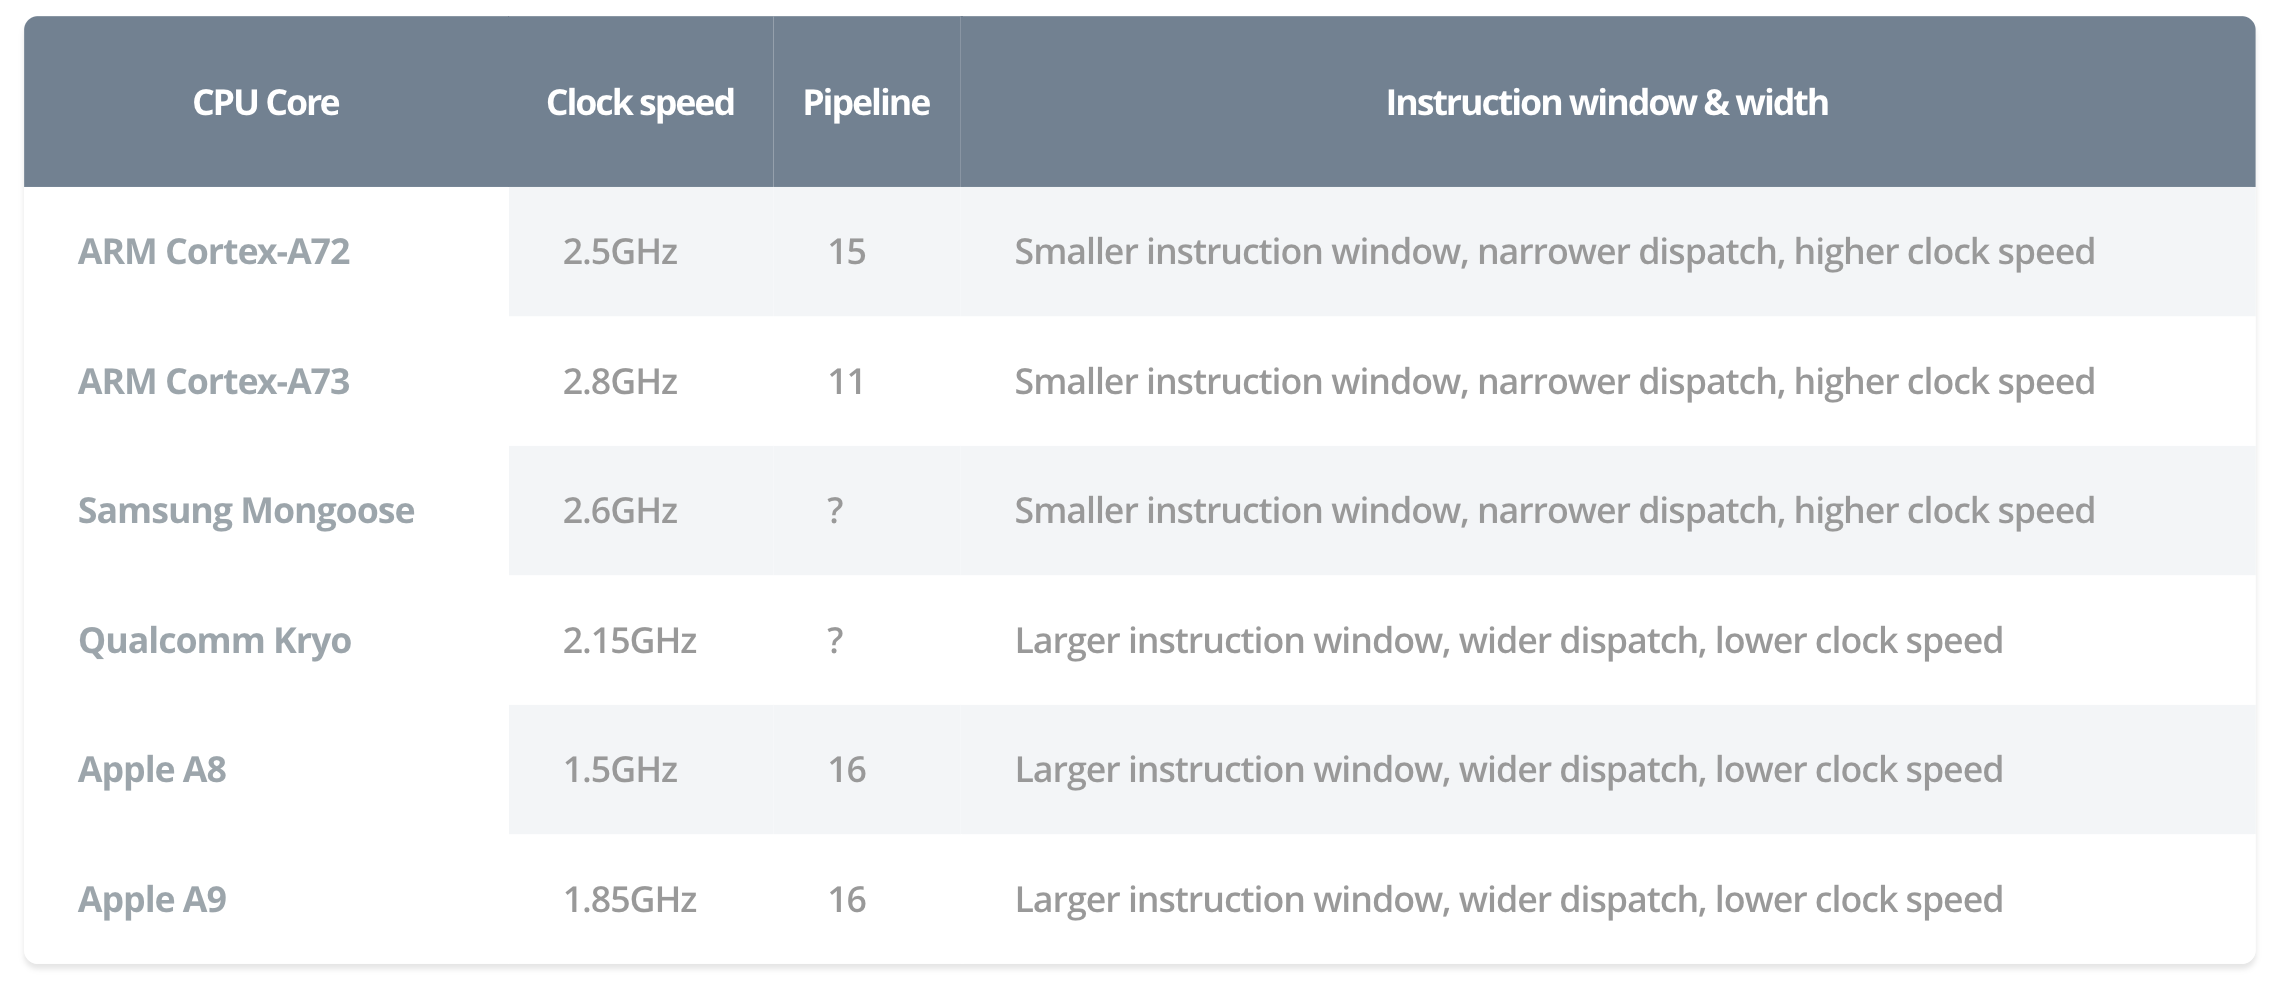 CPU Core Clock speed Pipeline Instruction window & width
ARM Cortex-A72 2.5GHz 15 Smaller instruction window, narrower dispatch, higher clock speed
ARM Cortex-A73 2.8GHz 11 Smaller instruction window, narrower dispatch, higher clock speed
Samsung Mongoose 2.6GHz ? Smaller instruction window, narrower dispatch, higher clock speed
Qualcomm Kryo 2.15GHz ? Larger instruction window, wider dispatch, lower clock speed
Apple A8 1.5GHz 16 Larger instruction window, wider dispatch, lower clock speed
Apple A9 1.85GHz 16 Larger instruction window, wider dispatch, lower clock speed